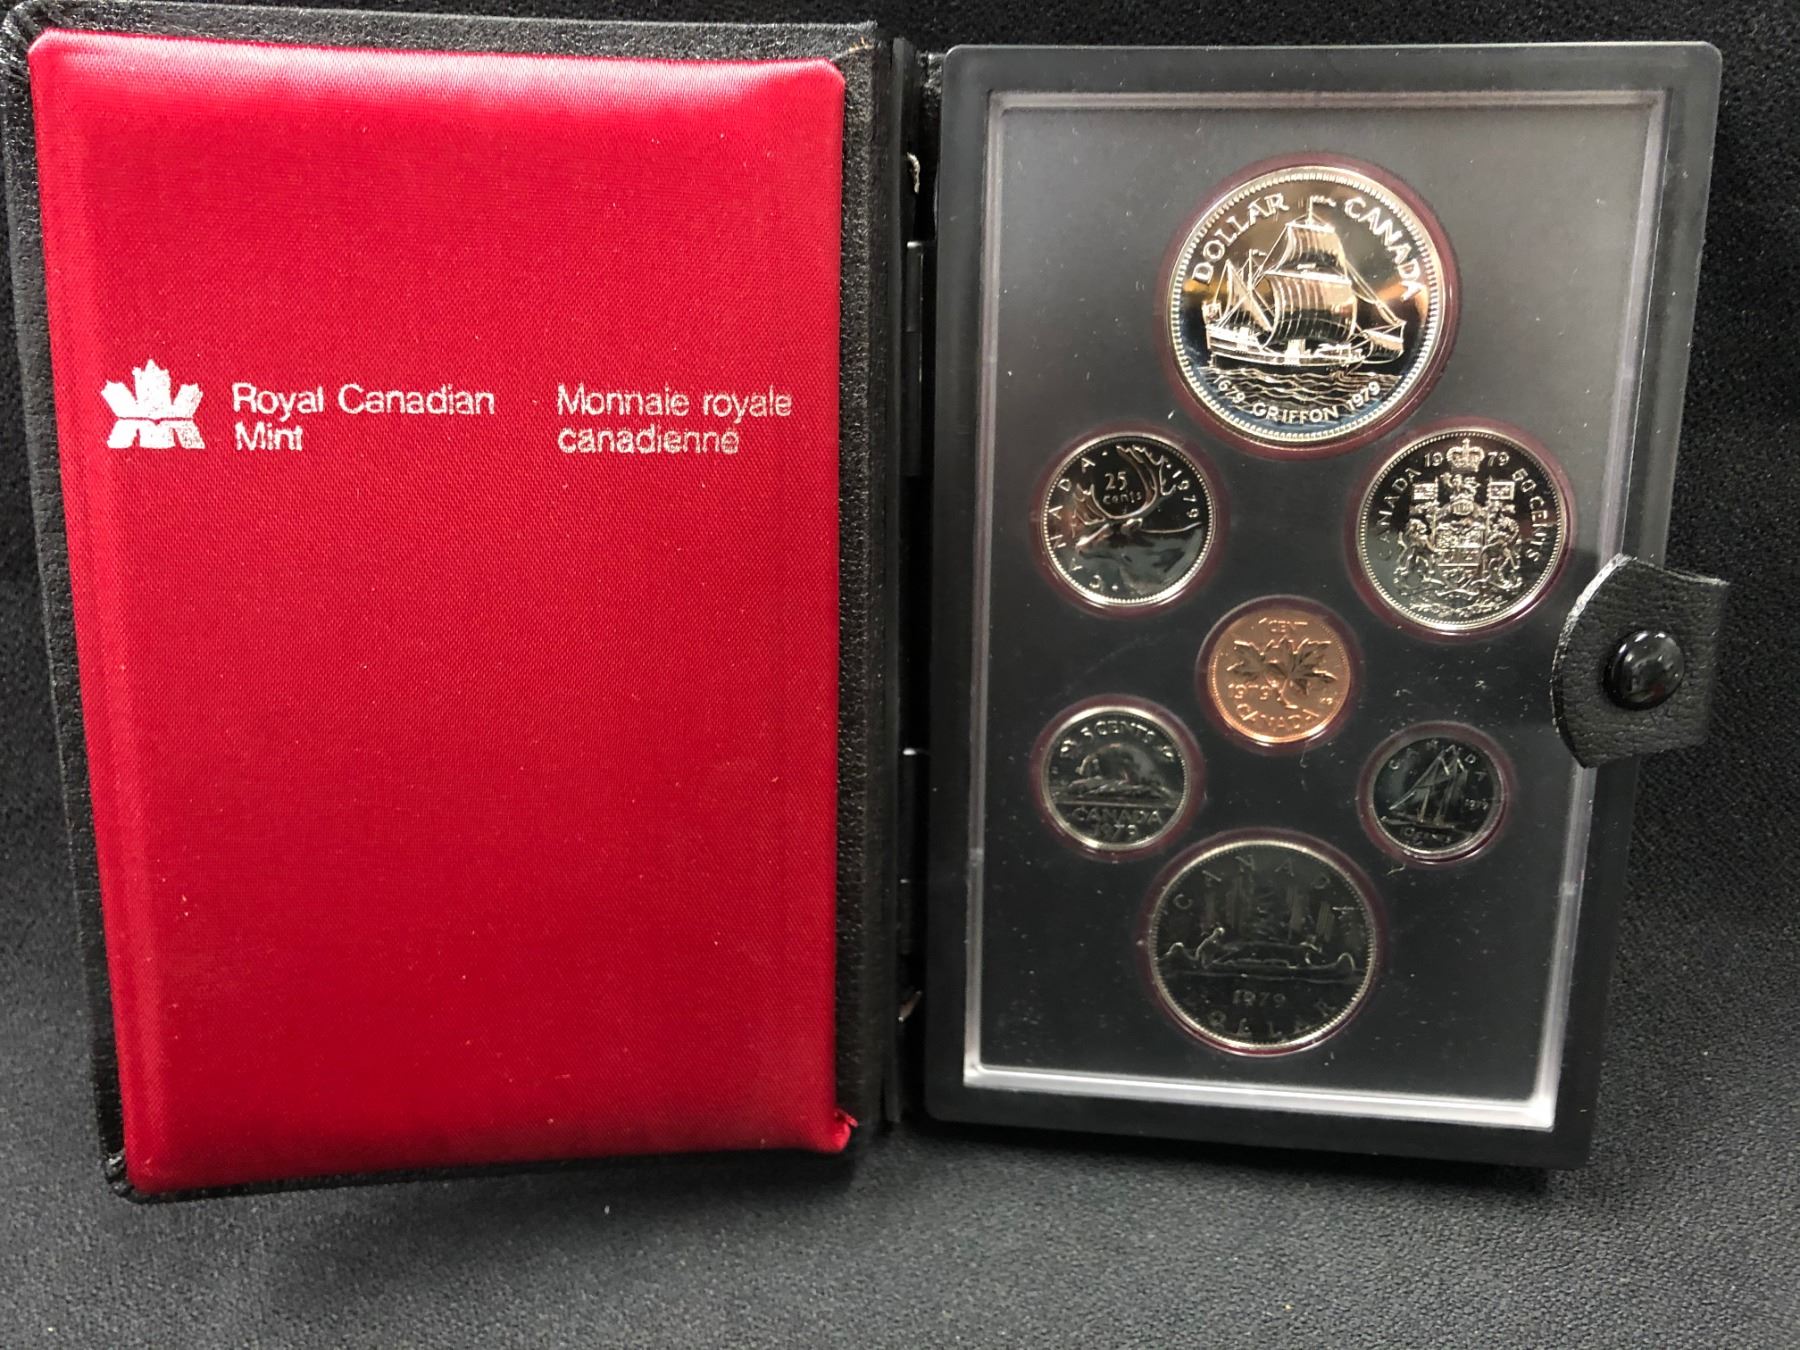 Royal Canadian
Mint
Monnaie royale
canadienne
DOLLAR CANADA
1679 GRIFFON 1979
CANADA · 1979
25
cents
CANADA 1979 50 CENTS
1 CENT
1979
CANADA
5 CENTS
CANADA
1979
CANADA
1979
CANADA
1979
DOLLAR